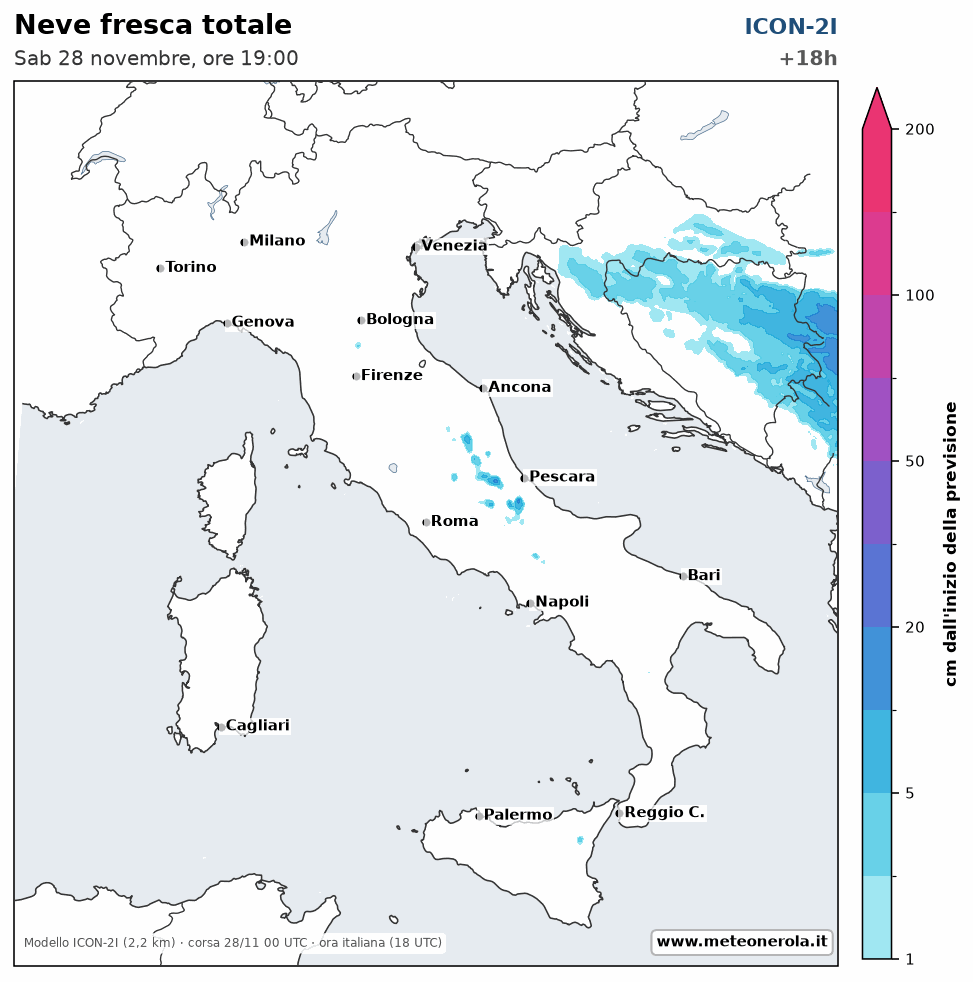 Neve fresca totale
ICON-2I
Sab 28 novembre, ore 19:00
+18h
200
100
50
20
5
1
cm dall'inizio della previsione
Milano
Venezia
Torino
Genova
Bologna
Firenze
Ancona
Pescara
Roma
Bari
Napoli
Cagliari
Palermo
Reggio C.
Modello ICON-2I (2,2 km) · corsa 28/11 00 UTC · ora italiana (18 UTC)
www.meteonerola.it